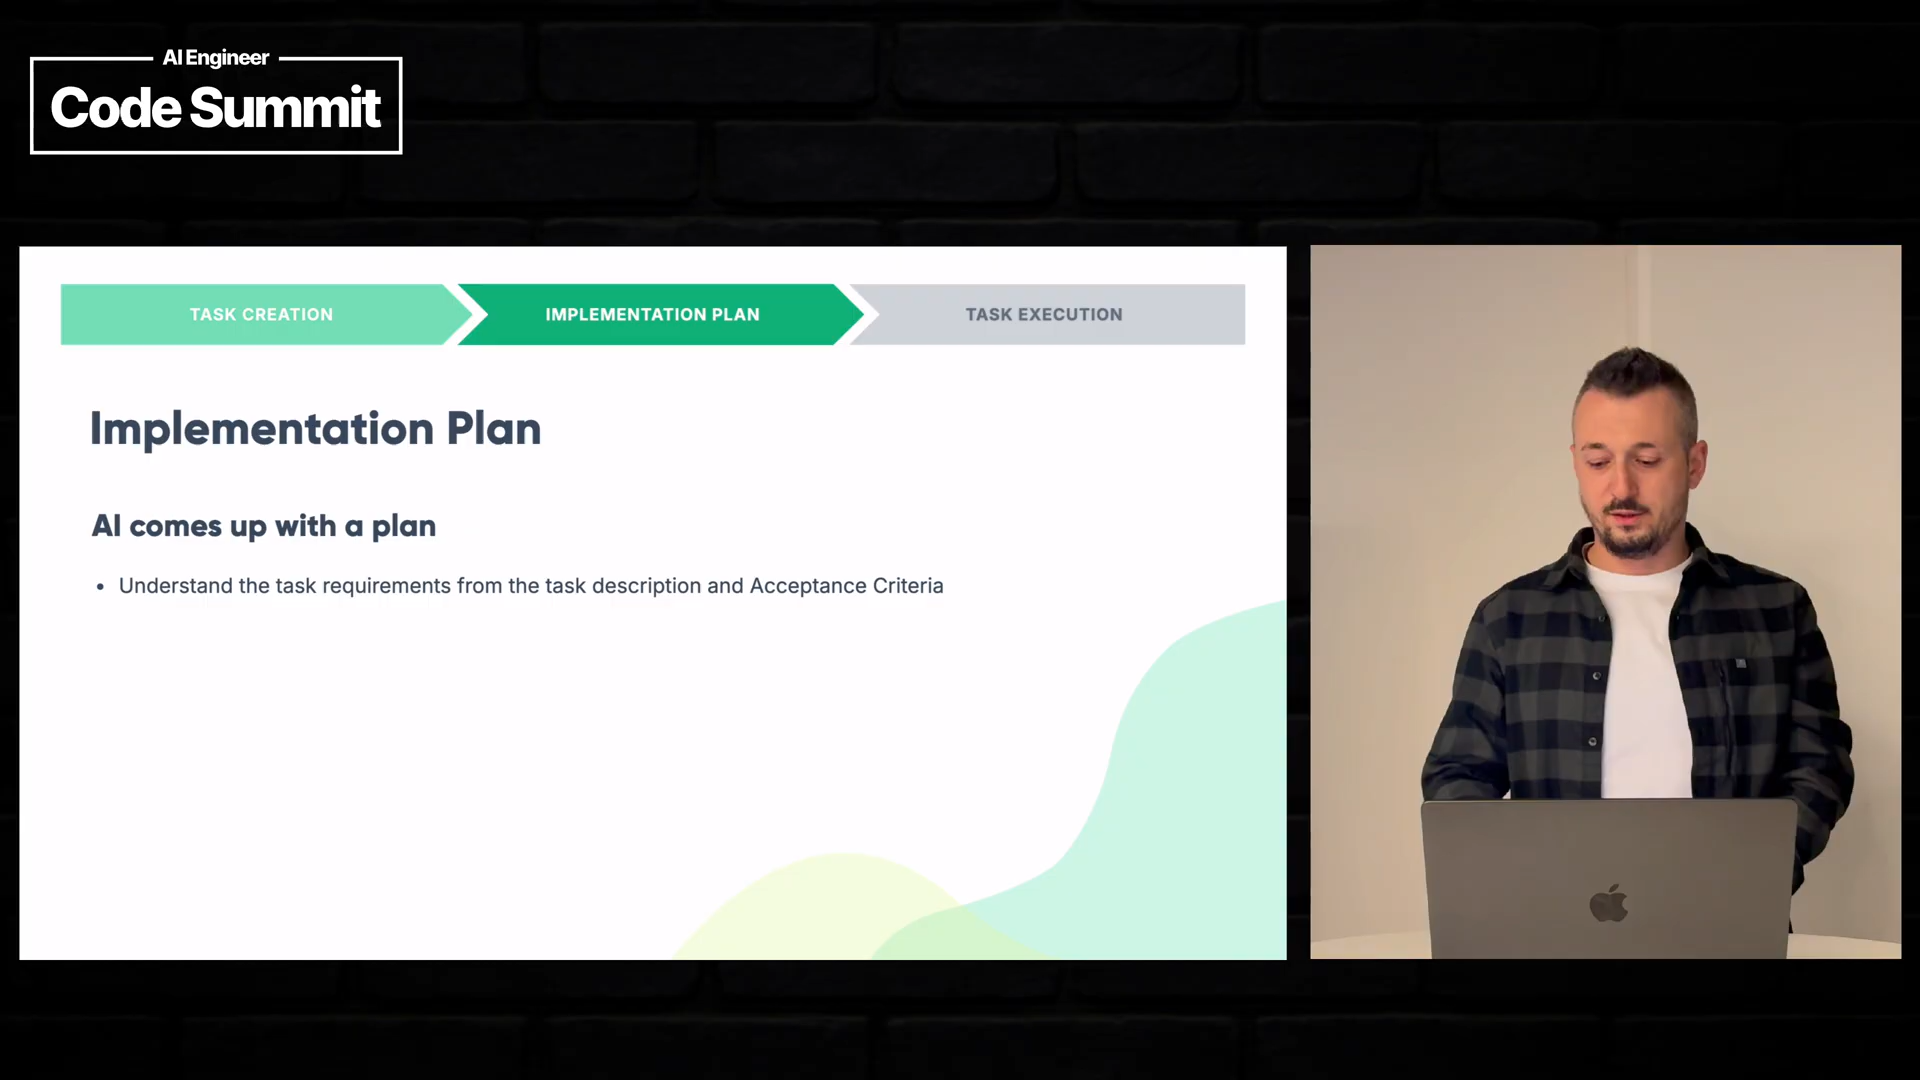 AI Engineer
Code Summit
TASK CREATION
IMPLEMENTATION PLAN
TASK EXECUTION
Implementation Plan
AI comes up with a plan
• Understand the task requirements from the task description and Acceptance Criteria